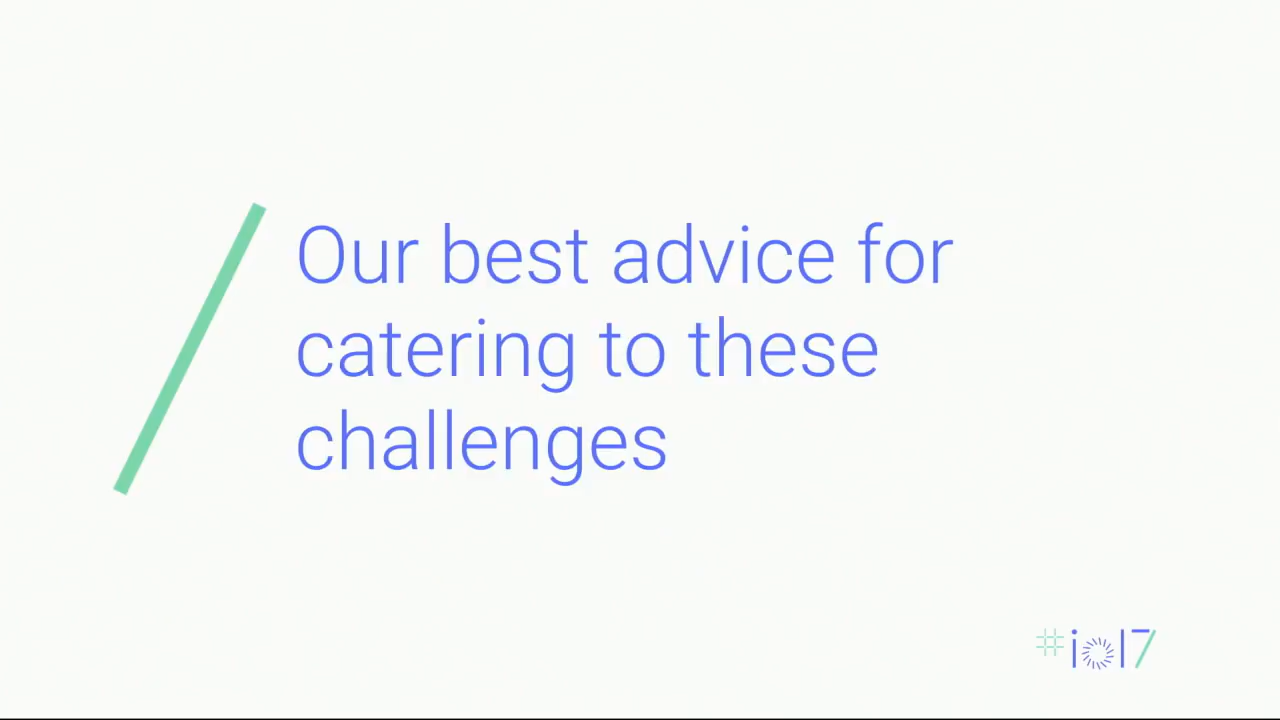 Our best advice for
catering to these
challenges
#io17